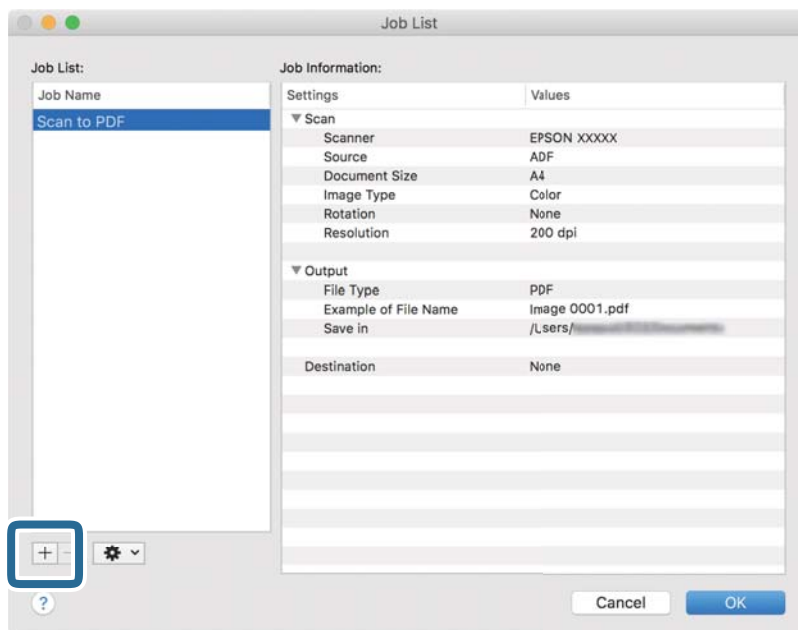 Job List
Job List:
Job Name
Scan to PDF
Job Information:
Settings Values
Scan
Scanner EPSON XXXXX
Source ADF
Document Size A4
Image Type Color
Rotation None
Resolution 200 dpi
Output
File Type PDF
Example of File Name Image 0001.pdf
Save in /Users/
Destination None
+ -
?
Cancel OK